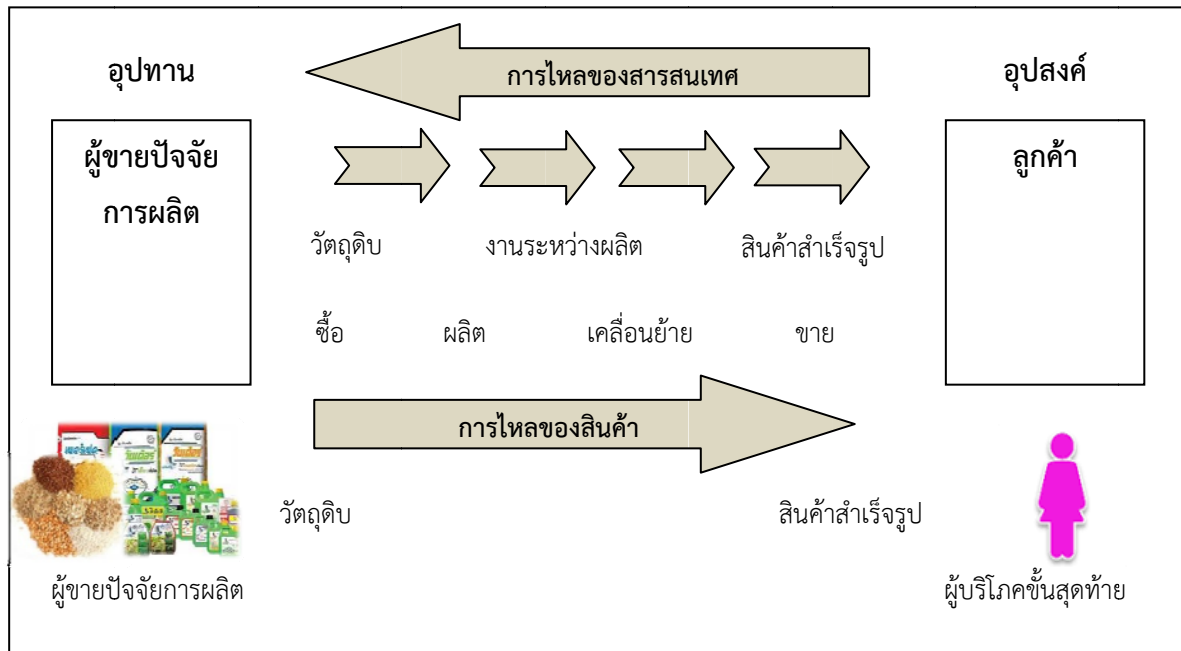 อุปทาน
การไหลของสารสนเทศ
อุปสงค์
ผู้ขายปัจจัย
การผลิต
ลูกค้า
วัตถุดิบ งานระหว่างผลิต สินค้าสำเร็จรูป
ซื้อ ผลิต เคลื่อนย้าย ขาย
การไหลของสินค้า
วัตถุดิบ สินค้าสำเร็จรูป
ผู้ขายปัจจัยการผลิต ผู้บริโภคขั้นสุดท้าย